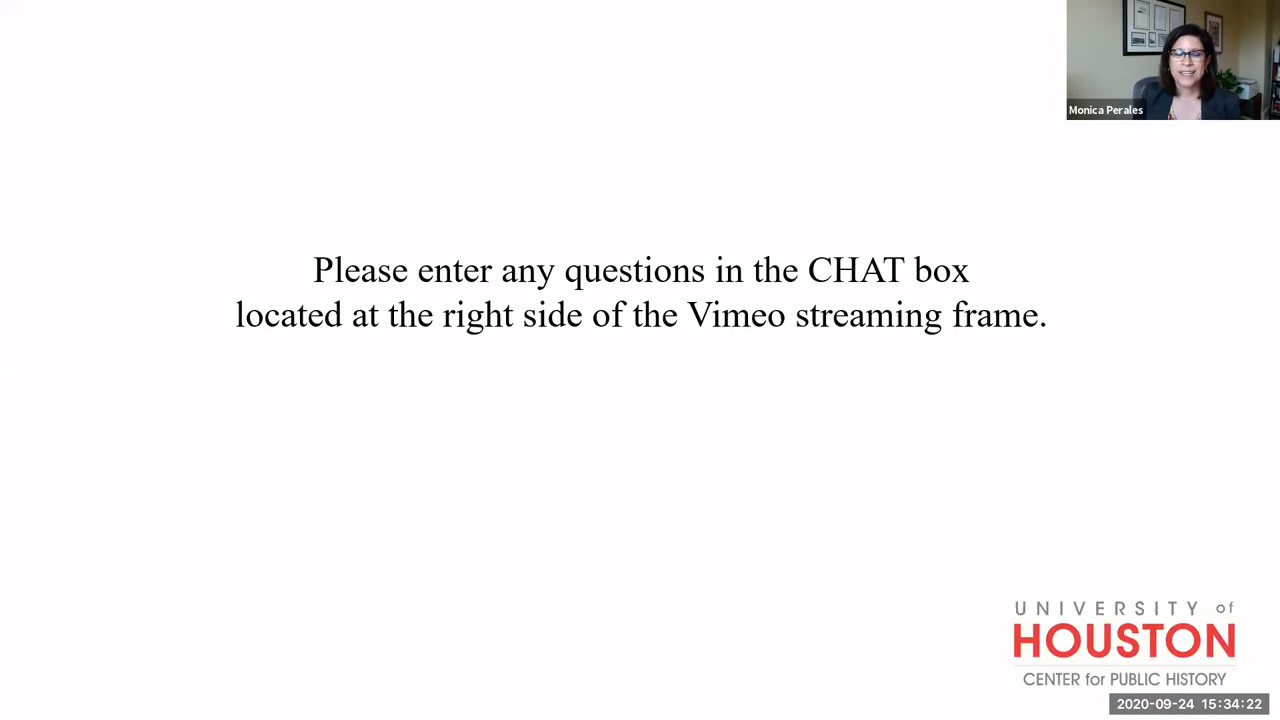 Monica Perales
Please enter any questions in the CHAT box
located at the right side of the Vimeo streaming frame.
UNIVERSITY of
HOUSTON
CENTER for PUBLIC HISTORY
2020-09-24 15:34:22